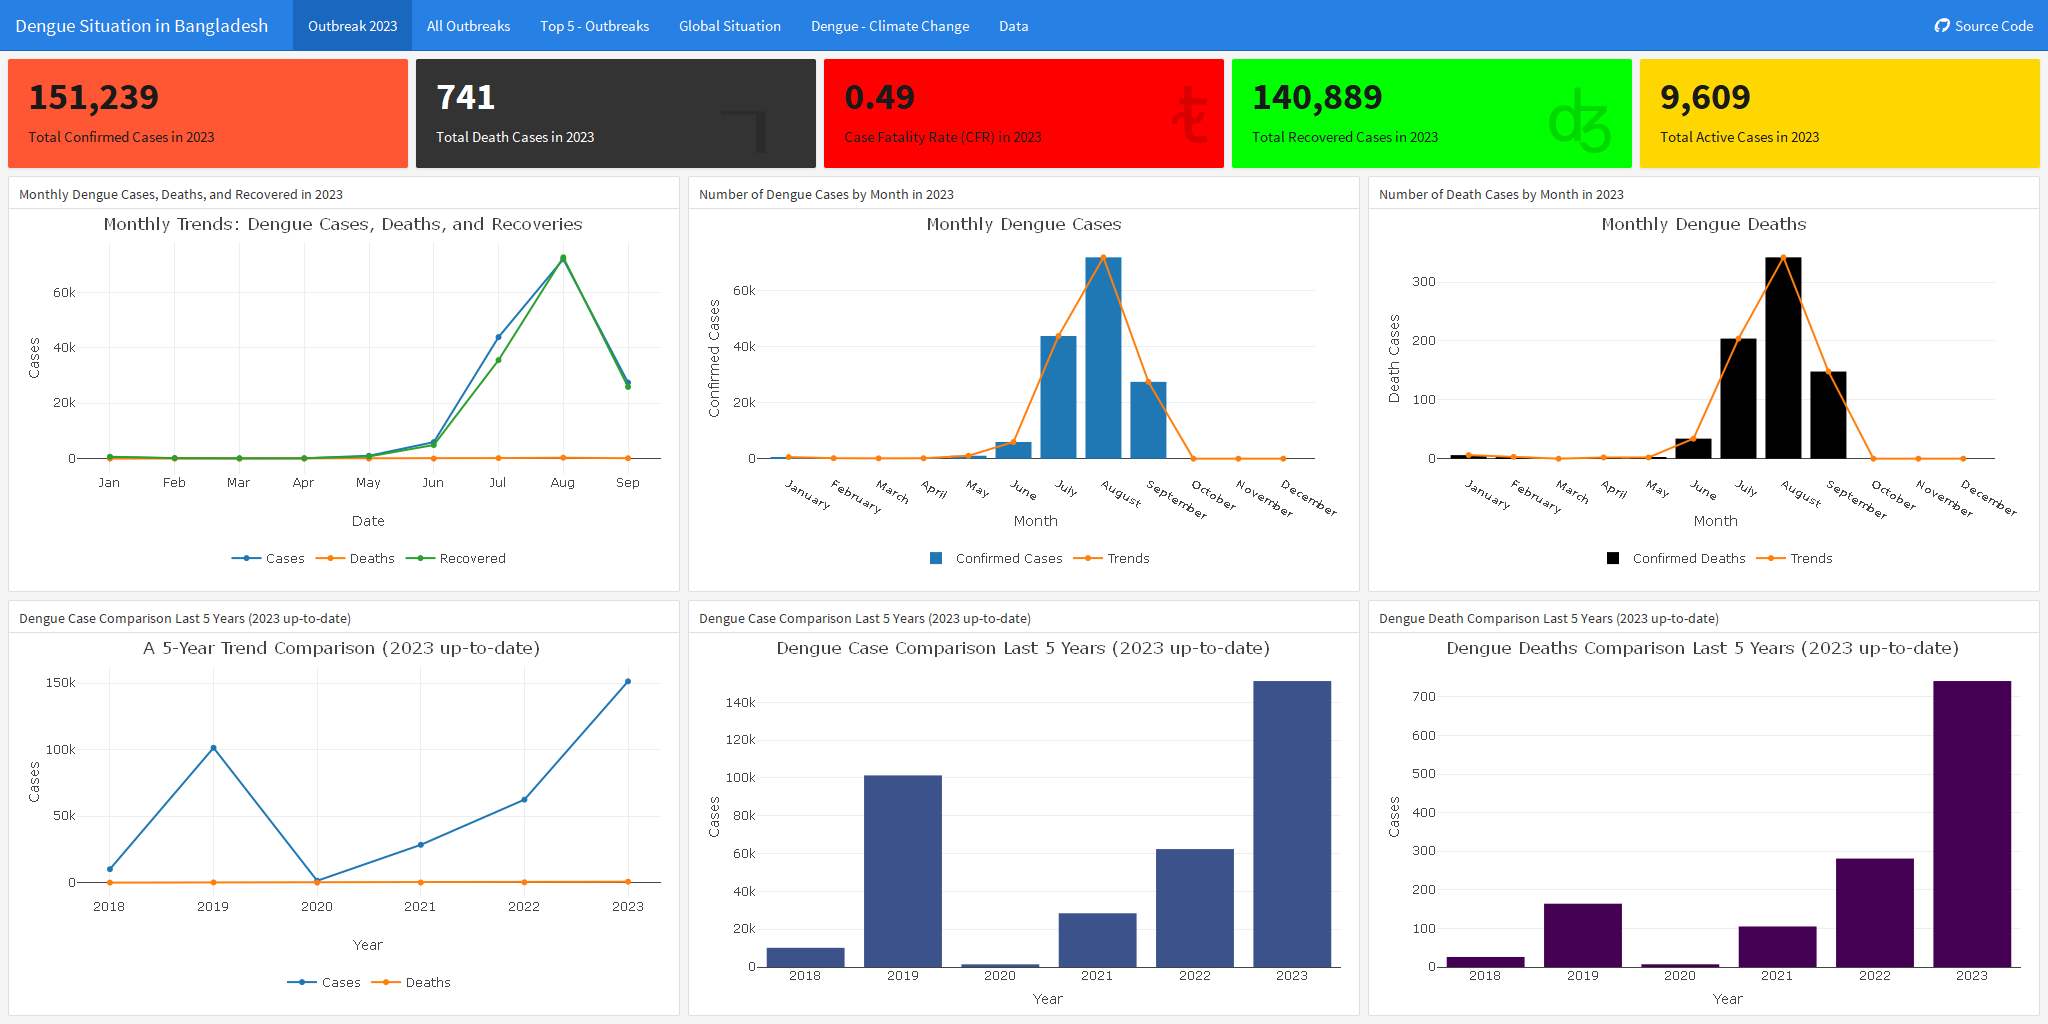 Dengue Situation in Bangladesh
Outbreak 2023
All Outbreaks
Top 5 - Outbreaks
Global Situation
Dengue - Climate Change
Data
Source Code
151,239
Total Confirmed Cases in 2023
741
Total Death Cases in 2023
0.49
Case Fatality Rate (CFR) in 2023
140,889
Total Recovered Cases in 2023
9,609
Total Active Cases in 2023
Monthly Dengue Cases, Deaths, and Recovered in 2023
Monthly Trends: Dengue Cases, Deaths, and Recoveries
60k
40k
20k
0
Cases
Jan Feb Mar Apr May Jun Jul Aug Sep
Date
Cases Deaths Recovered
Number of Dengue Cases by Month in 2023
Monthly Dengue Cases
60k
40k
20k
0
Confirmed Cases
January February March April May June July August September October November December
Month
Confirmed Cases Trends
Number of Death Cases by Month in 2023
Monthly Dengue Deaths
300
200
100
0
Death Cases
January February March April May June July August September October November December
Month
Confirmed Deaths Trends
Dengue Case Comparison Last 5 Years (2023 up-to-date)
A 5-Year Trend Comparison (2023 up-to-date)
150k
100k
50k
0
Cases
2018 2019 2020 2021 2022 2023
Year
Cases Deaths
Dengue Case Comparison Last 5 Years (2023 up-to-date)
Dengue Case Comparison Last 5 Years (2023 up-to-date)
140k
120k
100k
80k
60k
40k
20k
0
Cases
2018 2019 2020 2021 2022 2023
Year
Dengue Death Comparison Last 5 Years (2023 up-to-date)
Dengue Deaths Comparison Last 5 Years (2023 up-to-date)
700
600
500
400
300
200
100
0
Cases
2018 2019 2020 2021 2022 2023
Year